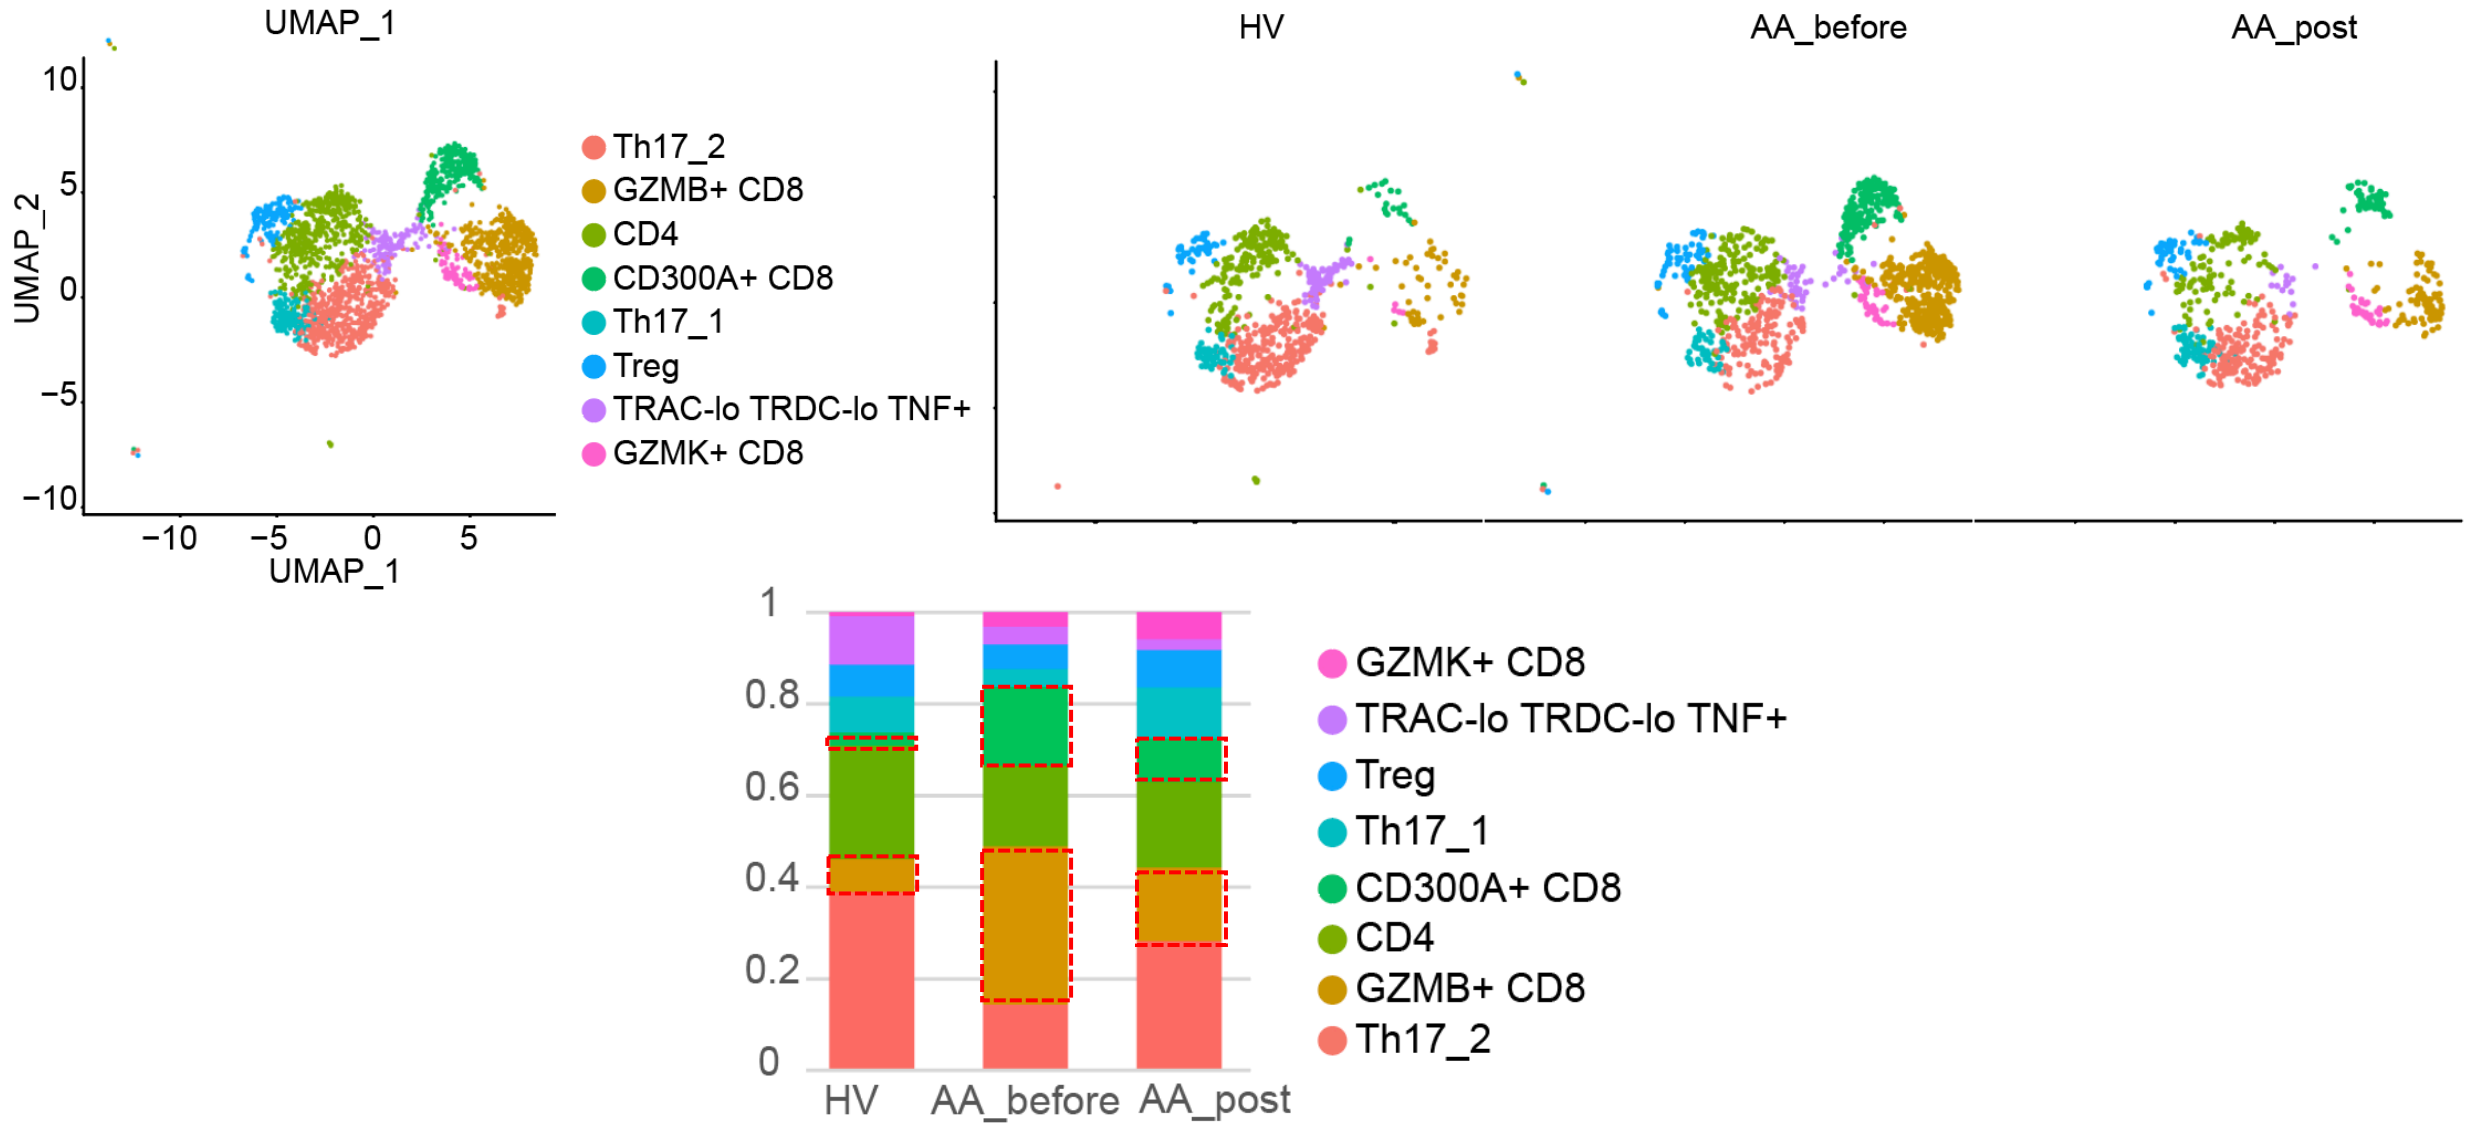 UMAP_1
HV
AA_before
AA_post
10
5
0
−5
−10
UMAP_2
−10
−5
0
5
UMAP_1
Th17_2
GZMB+ CD8
CD4
CD300A+ CD8
Th17_1
Treg
TRAC-lo TRDC-lo TNF+
GZMK+ CD8
1
0.8
0.6
0.4
0.2
0
HV
AA_before
AA_post
GZMK+ CD8
TRAC-lo TRDC-lo TNF+
Treg
Th17_1
CD300A+ CD8
CD4
GZMB+ CD8
Th17_2